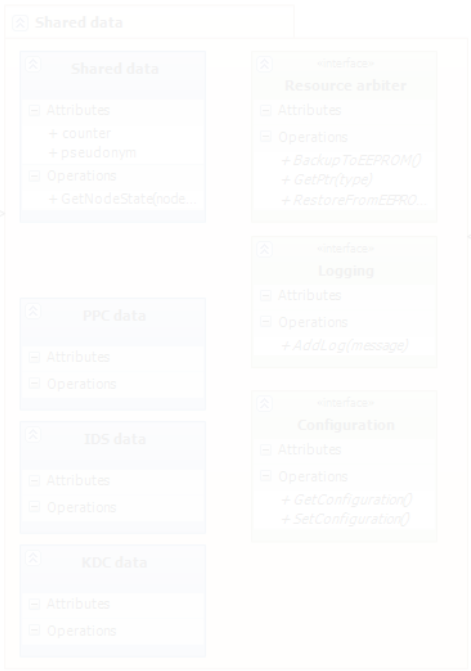 Shared data
Shared data
Attributes
+ counter
+ pseudonym
Operations
+ GetNodeState(node...
PPC data
Attributes
Operations
IDS data
Attributes
Operations
KDC data
Attributes
Operations
«interface»
Resource arbiter
Attributes
Operations
+ BackupToEEPROM()
+ GetPtr(type)
+ RestoreFromEEPRO...
«interface»
Logging
Attributes
Operations
+ AddLog(message)
«interface»
Configuration
Attributes
Operations
+ GetConfiguration()
+ SetConfiguration()